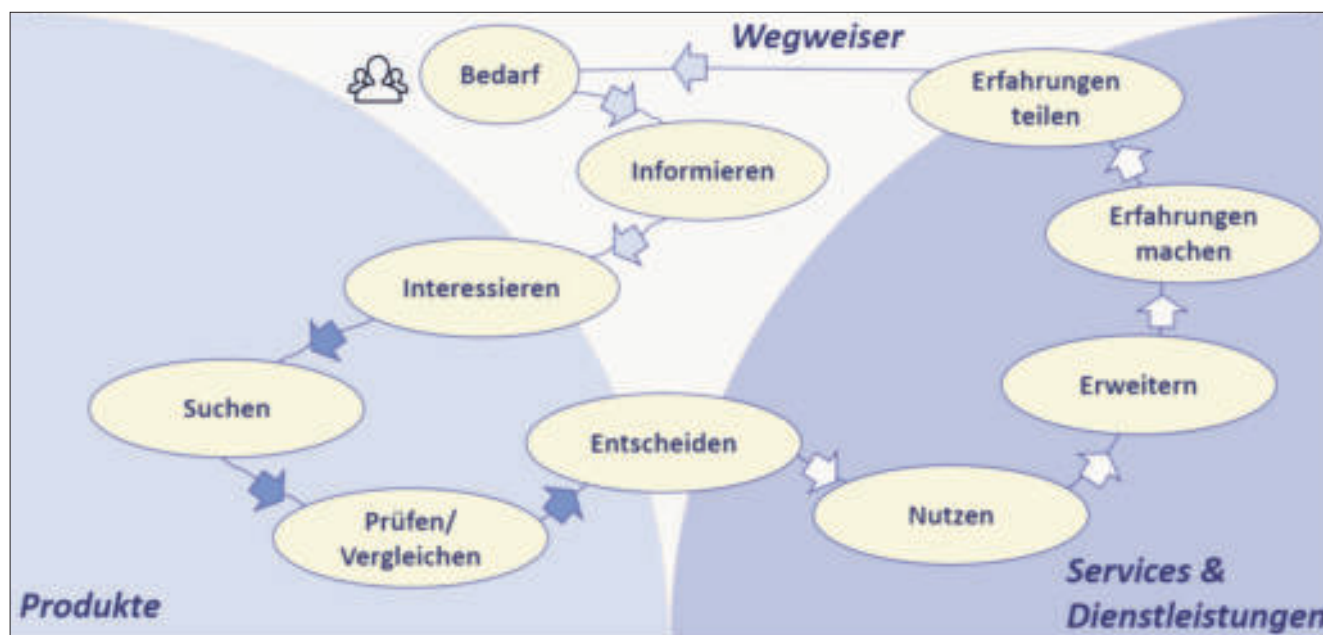 Wegweiser
Bedarf
Informieren
Interessieren
Suchen
Prüfen/
Vergleichen
Entscheiden
Nutzen
Erweitern
Erfahrungen
machen
Erfahrungen
teilen
Produkte
Services &
Dienstleistungen